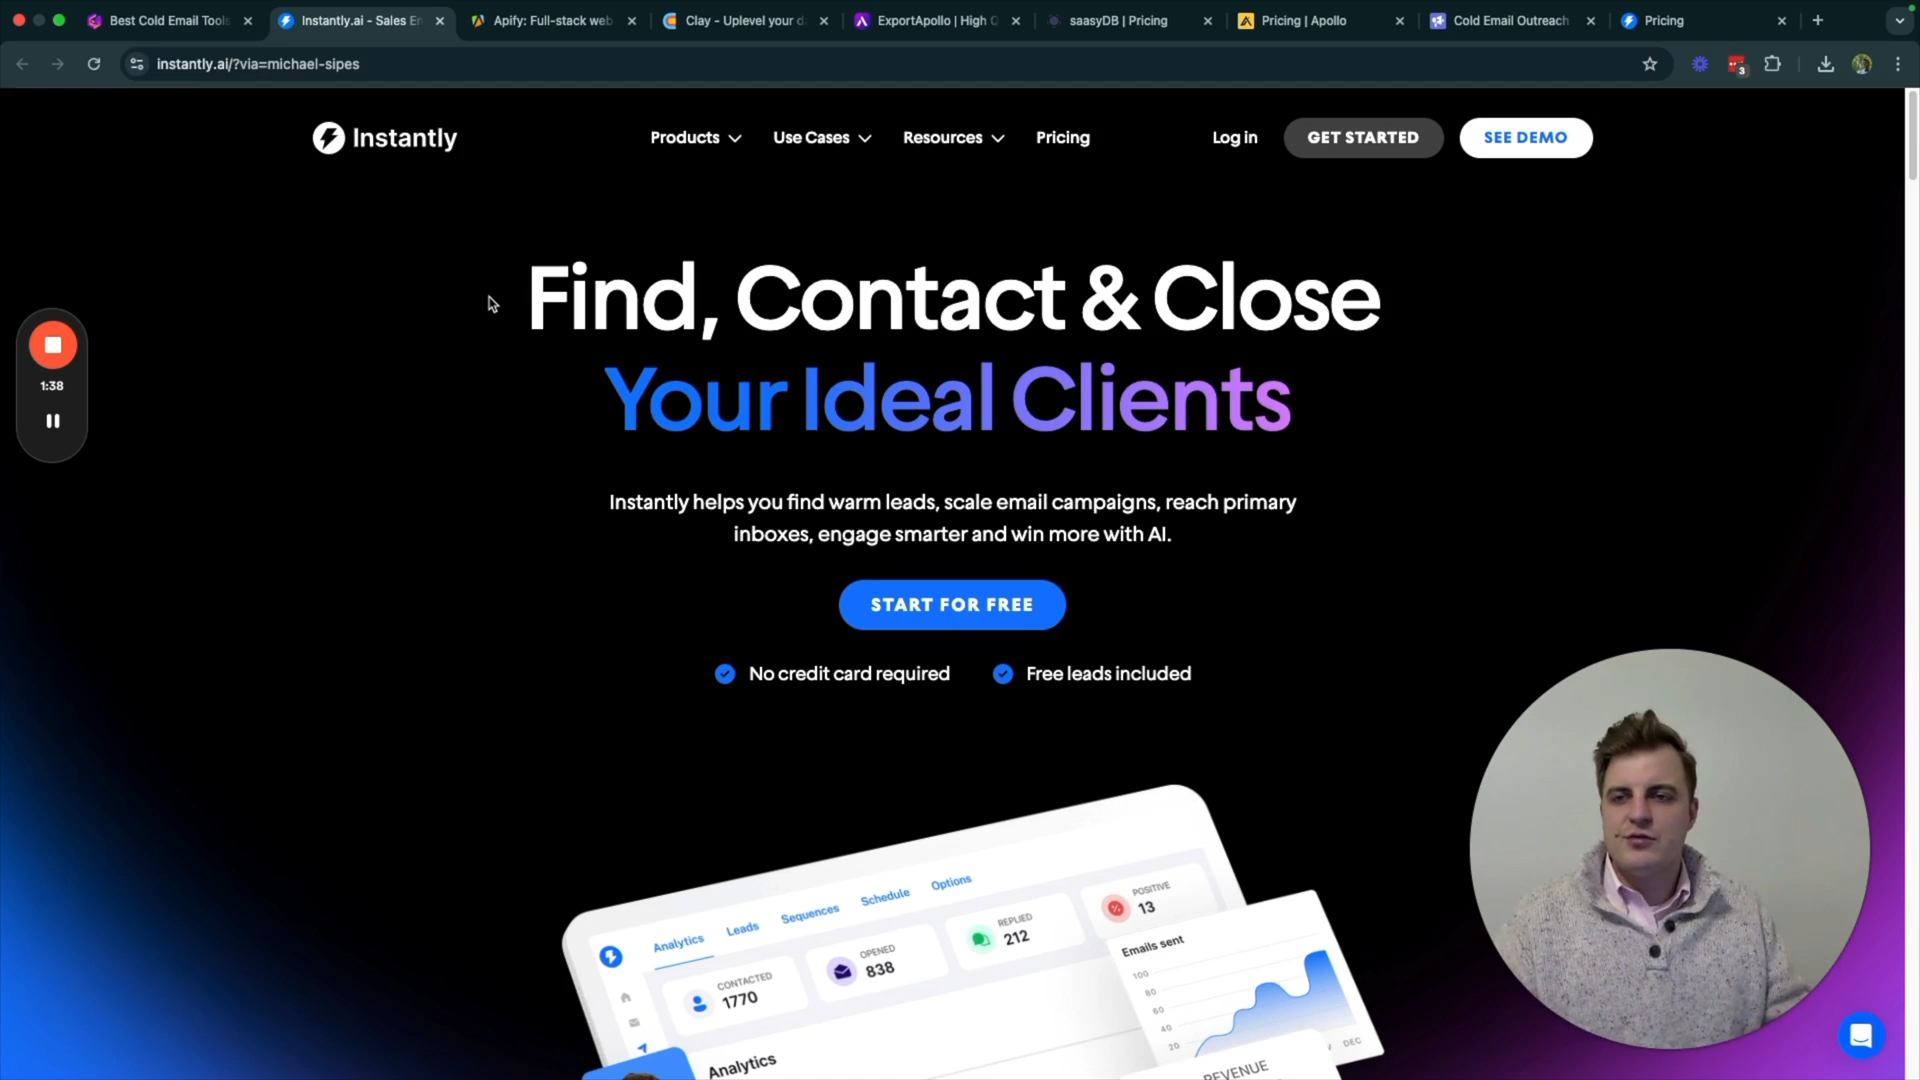 Best Cold Email Tools
Instantly.ai - Sales En
Apify: Full-stack web
Clay - Uplevel your d
ExportApollo | High Q
saasyDB | Pricing
Pricing | Apollo
Cold Email Outreach
Pricing
instantly.ai/?via=michael-sipes
3
Instantly
Products
Use Cases
Resources
Pricing
Log in
GET STARTED
SEE DEMO
Find, Contact & Close
Your Ideal Clients
1:38
Instantly helps you find warm leads, scale email campaigns, reach primary
inboxes, engage smarter and win more with AI.
START FOR FREE
No credit card required
Free leads included
Analytics
Leads
Sequences
Schedule
Options
CONTACTED
1770
OPENED
838
REPLIED
212
POSITIVE
13
Emails sent
100
80
60
40
20
DEC
Analytics
REVENUE